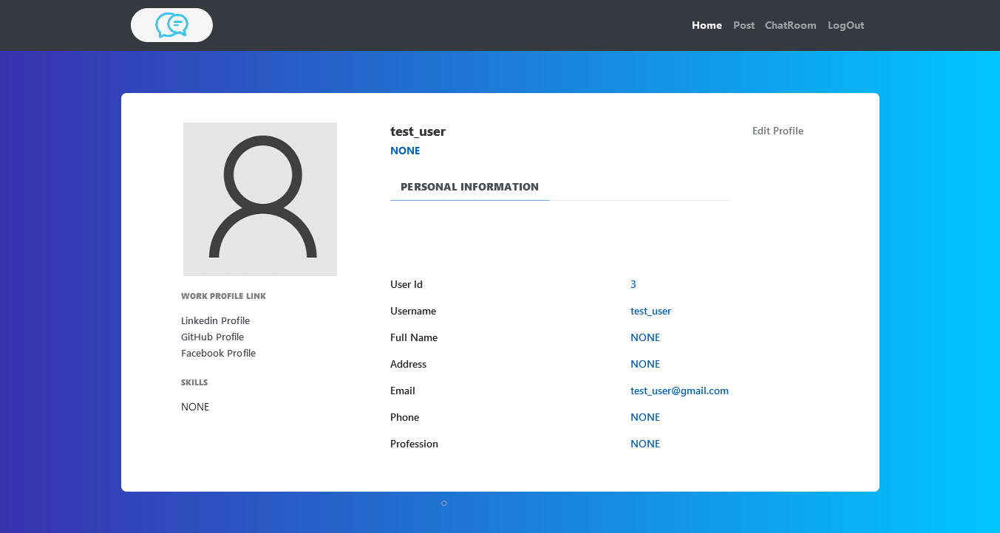 Home Post ChatRoom LogOut
test_user
Edit Profile
NONE
PERSONAL INFORMATION
WORK PROFILE LINK
Linkedin Profile
GitHub Profile
Facebook Profile
SKILLS
NONE
User Id 3
Username test_user
Full Name NONE
Address NONE
Email test_user@gmail.com
Phone NONE
Profession NONE